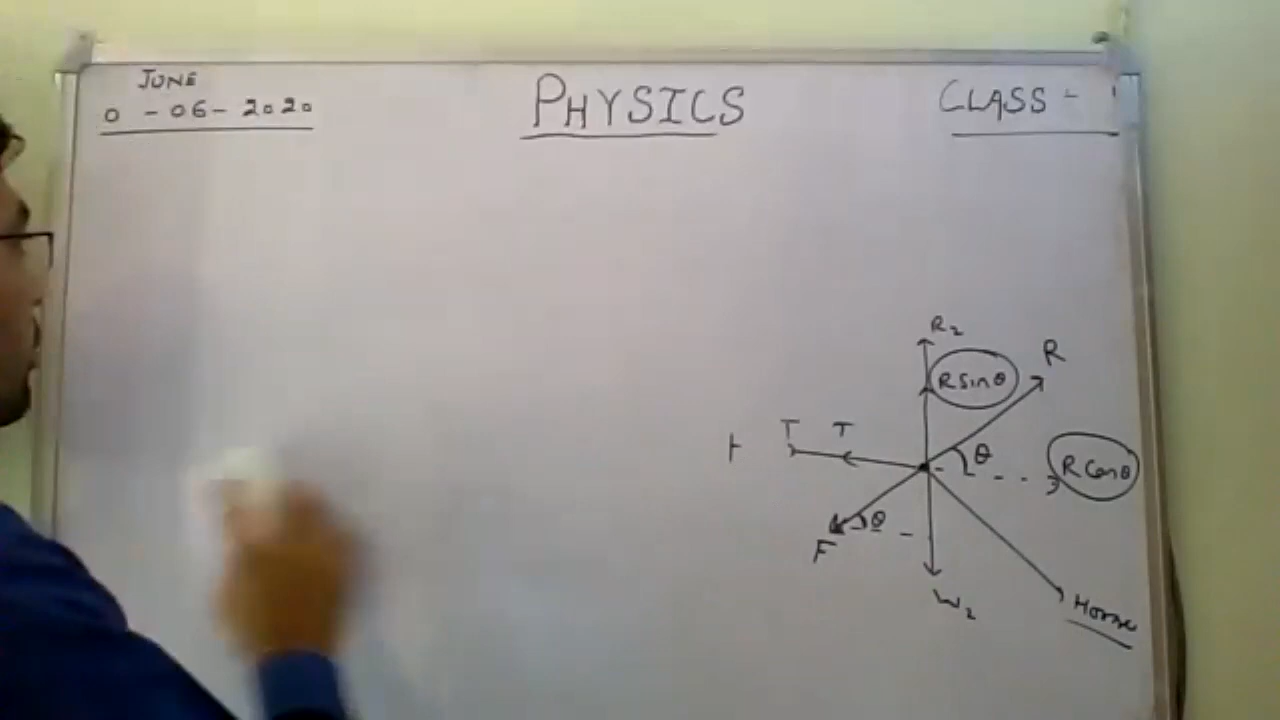 JUNE
0 -06-2020
PHYSICS
CLASS -
R₂
R
R sinθ
T T
θ
R cosθ
F
θ
W₂
Horse